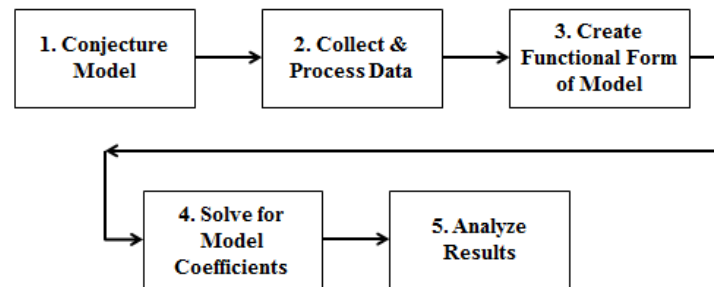 1. Conjecture
Model
2. Collect &
Process Data
3. Create
Functional Form
of Model
4. Solve for
Model
Coefficients
5. Analyze
Results